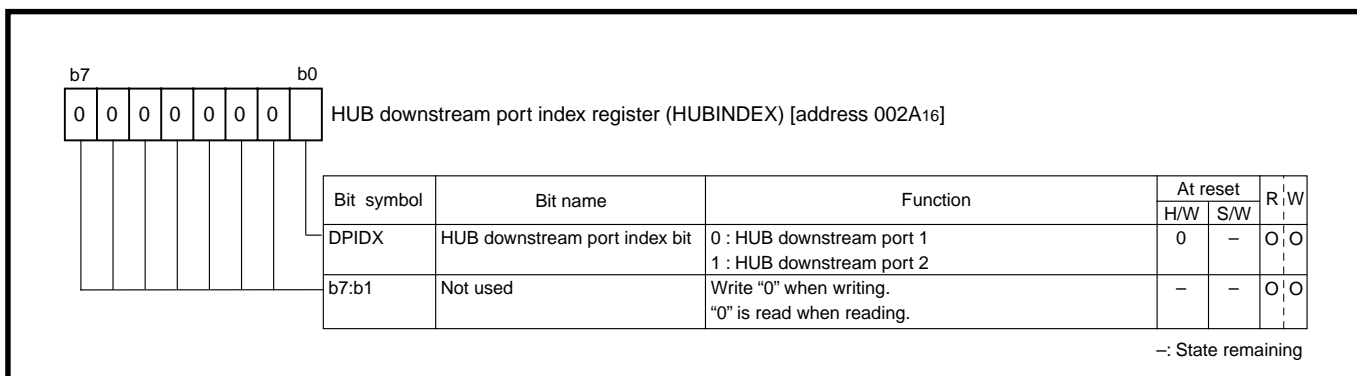 b7 b0
0 0 0 0 0 0 0 HUB downstream port index register (HUBINDEX) [address 002A16]
Bit symbol Bit name Function At reset R W
H/W S/W
DPIDX HUB downstream port index bit 0 : HUB downstream port 1 0 – O O
1 : HUB downstream port 2
b7:b1 Not used Write “0” when writing. – – O O
“0” is read when reading.
–: State remaining